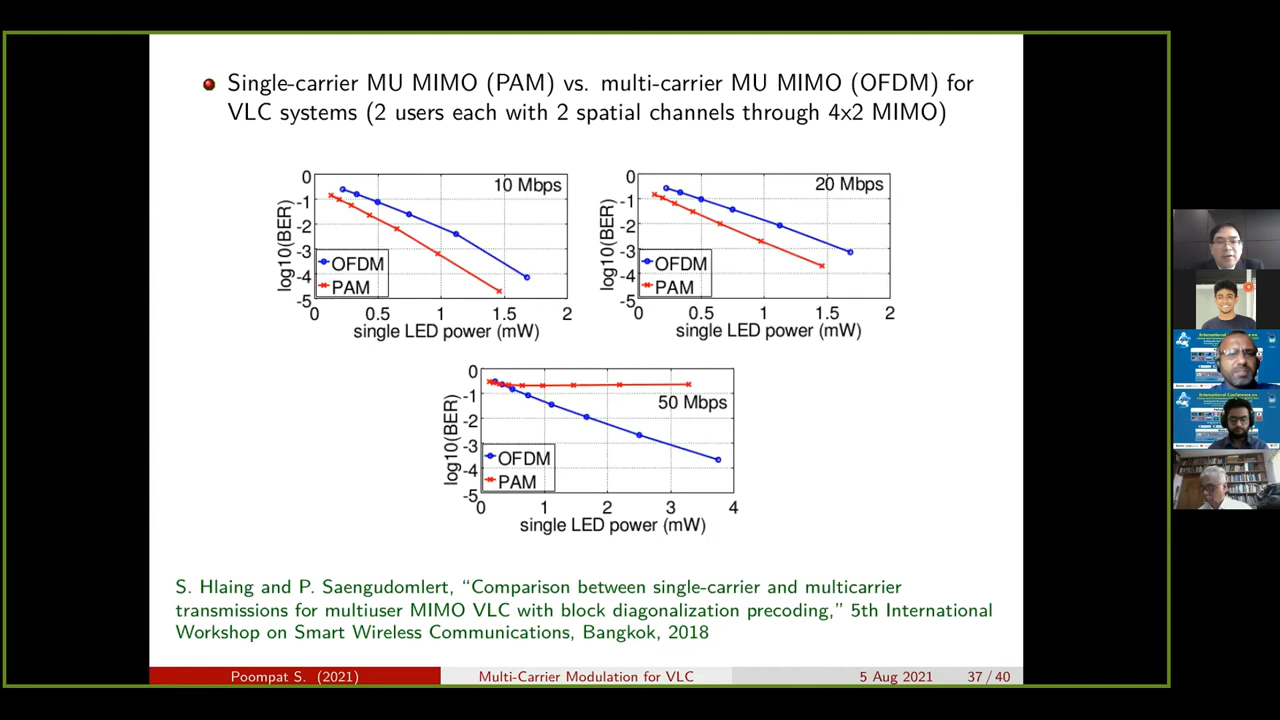 Single-carrier MU MIMO (PAM) vs. multi-carrier MU MIMO (OFDM) for
VLC systems (2 users each with 2 spatial channels through 4x2 MIMO)
0
-1
-2
-3
-4
-5
log10(BER)
10 Mbps
OFDM
PAM
0 0.5 1 1.5 2
single LED power (mW)
0
-1
-2
-3
-4
-5
log10(BER)
20 Mbps
OFDM
PAM
0 0.5 1 1.5 2
single LED power (mW)
0
-1
-2
-3
-4
-5
log10(BER)
50 Mbps
OFDM
PAM
0 1 2 3 4
single LED power (mW)
S. Hlaing and P. Saengudomlert, “Comparison between single-carrier and multicarrier
transmissions for multiuser MIMO VLC with block diagonalization precoding,” 5th International
Workshop on Smart Wireless Communications, Bangkok, 2018
Poompat S. (2021) Multi-Carrier Modulation for VLC 5 Aug 2021 37 / 40
International Conference on
International Conference on